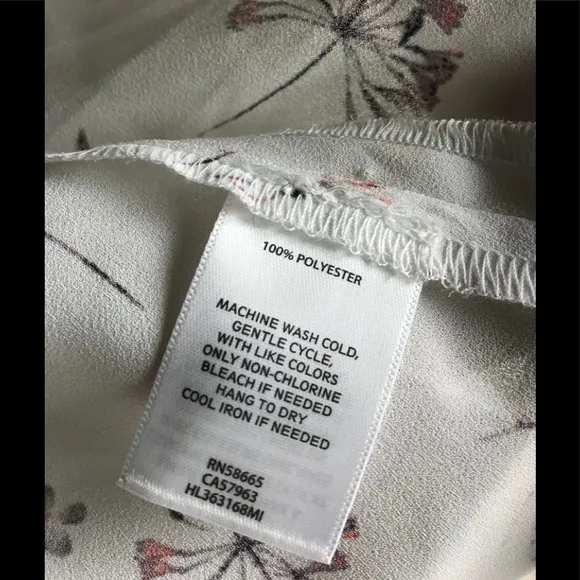 100% POLYESTER
MACHINE WASH COLD,
GENTLE CYCLE,
WITH LIKE COLORS
ONLY NON-CHLORINE
BLEACH IF NEEDED
HANG TO DRY
COOL IRON IF NEEDED
RN58665
CA57963
HL363168MI